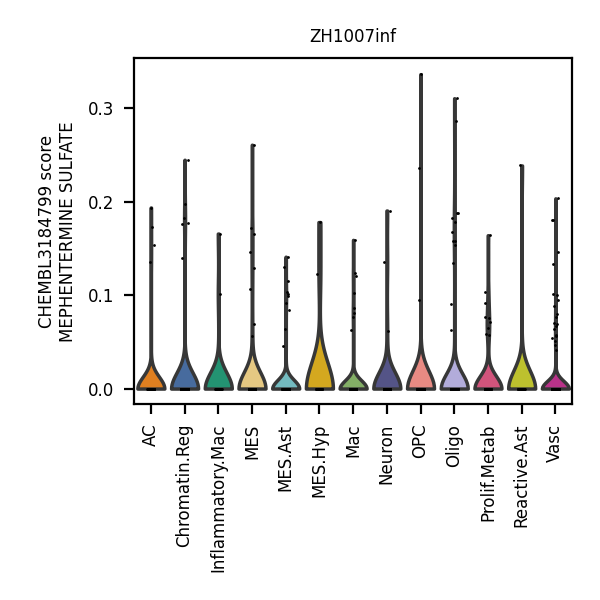 ZH1007inf
CHEMBL3184799 score
MEPHENTERMINE SULFATE
0.3
0.2
0.1
0.0
AC
Chromatin.Reg
Inflammatory.Mac
MES
MES.Ast
MES.Hyp
Mac
Neuron
OPC
Oligo
Prolif.Metab
Reactive.Ast
Vasc